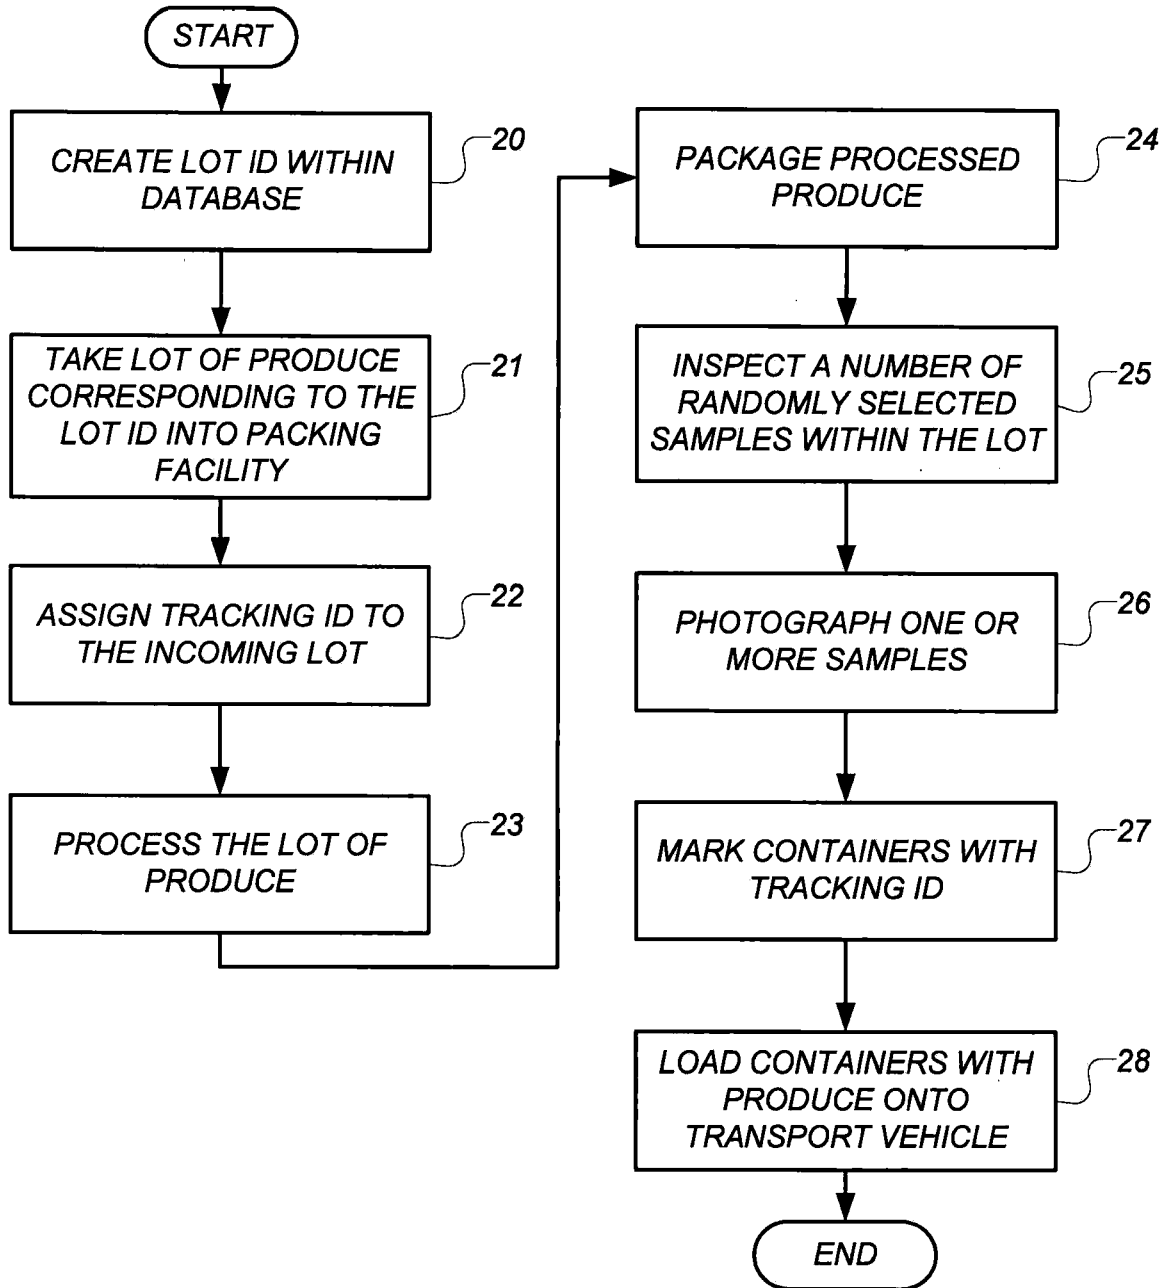 START
CREATE LOT ID WITHIN
DATABASE
20
TAKE LOT OF PRODUCE
CORRESPONDING TO THE
LOT ID INTO PACKING
FACILITY
21
ASSIGN TRACKING ID TO
THE INCOMING LOT
22
PROCESS THE LOT OF
PRODUCE
23
PACKAGE PROCESSED
PRODUCE
24
INSPECT A NUMBER OF
RANDOMLY SELECTED
SAMPLES WITHIN THE LOT
25
PHOTOGRAPH ONE OR
MORE SAMPLES
26
MARK CONTAINERS WITH
TRACKING ID
27
LOAD CONTAINERS WITH
PRODUCE ONTO
TRANSPORT VEHICLE
28
END